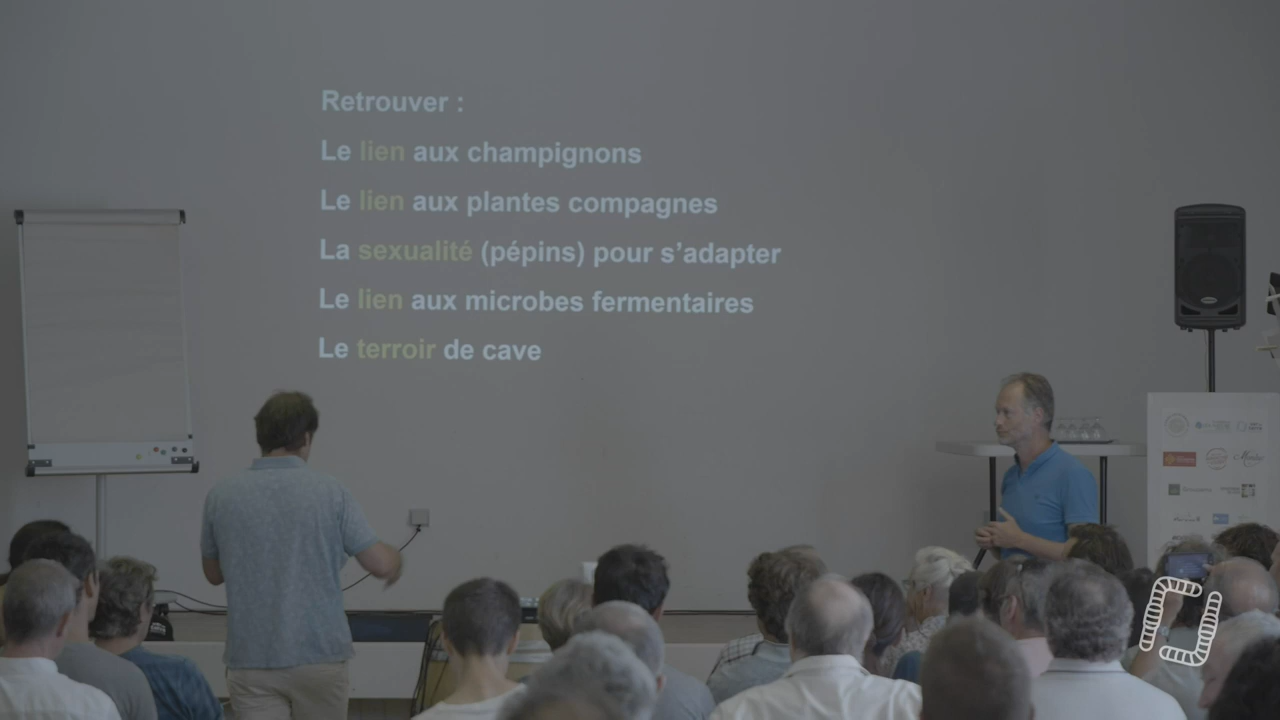 Retrouver :
Le lien aux champignons
Le lien aux plantes compagnes
La sexualité (pépins) pour s'adapter
Le lien aux microbes fermentaires
Le terroir de cave